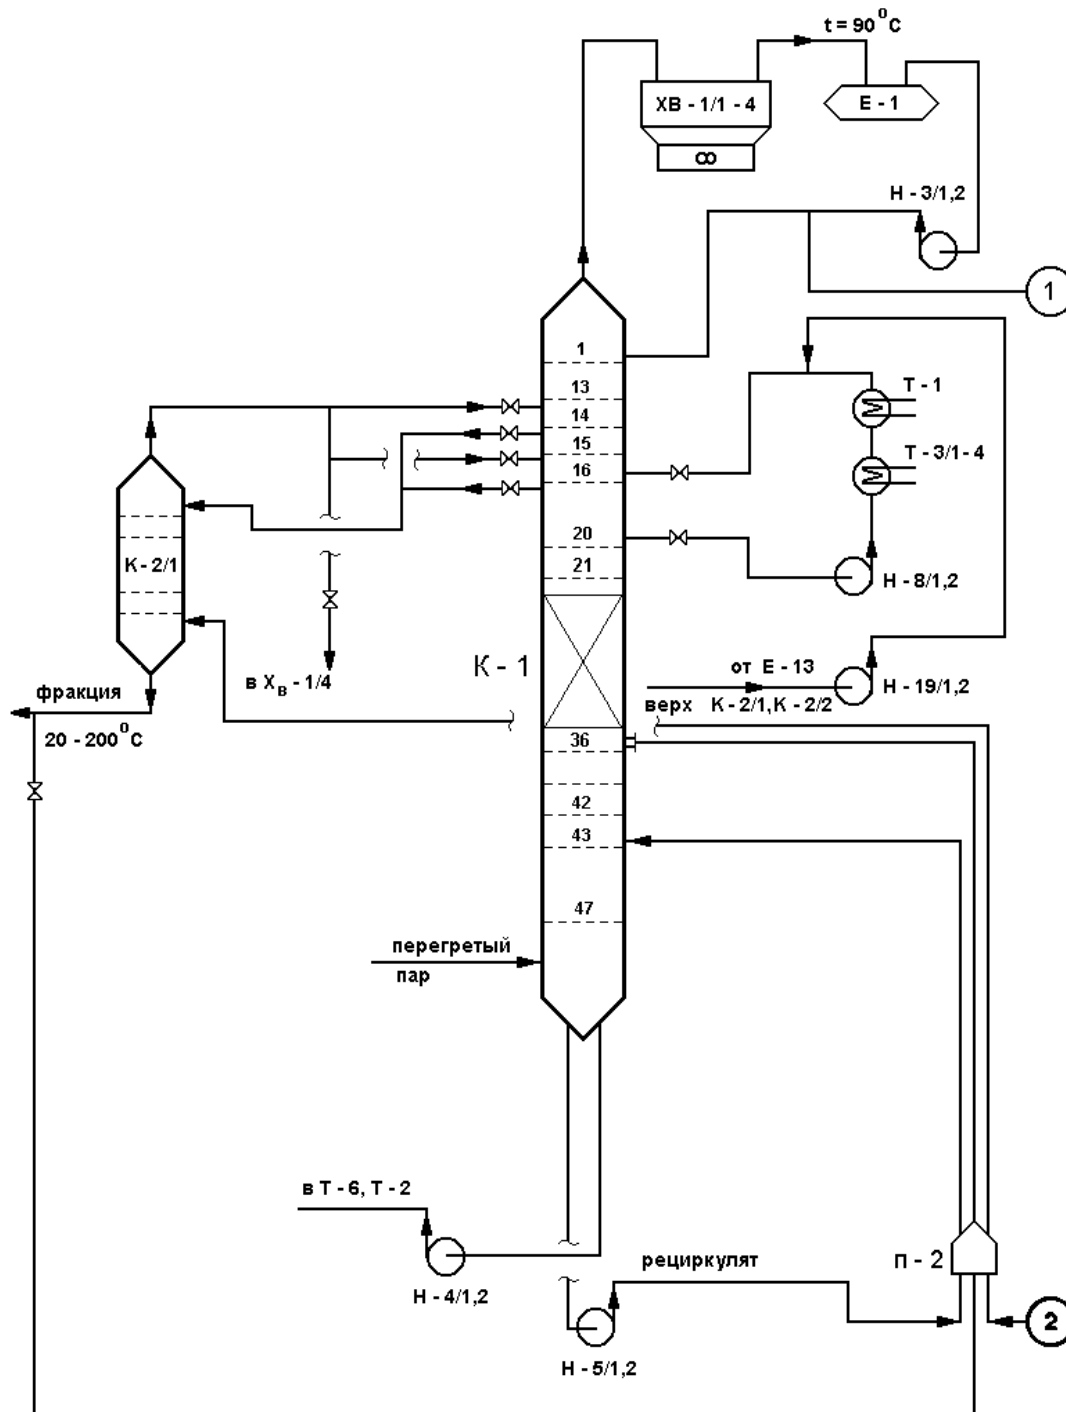 t = 90°C
ХВ - 1/1 - 4
Е - 1
Н - 3/1,2
1
1
13
14
15
16
20
21
Т - 1
Т - 3/1 - 4
Н - 8/1,2
К - 2/1
К - 1
от Е - 13
верх К - 2/1, К - 2/2
Н - 19/1,2
в Хв - 1/4
фракция
20 - 200°С
36
42
43
47
перегретый
пар
в Т - 6, Т - 2
Н - 4/1,2
рециркулят
П - 2
2
Н - 5/1,2